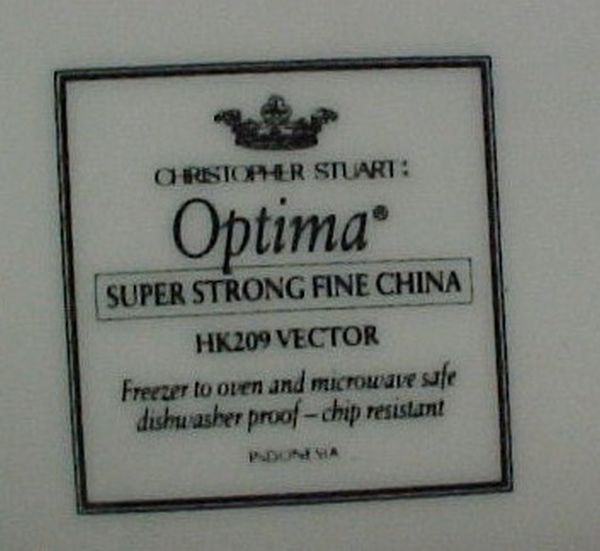 CHRISTOPHER STUART:
Optima®
SUPER STRONG FINE CHINA
HK209 VECTOR
Freezer to oven and microwave safe
dishwasher proof – chip resistant
INDONESIA